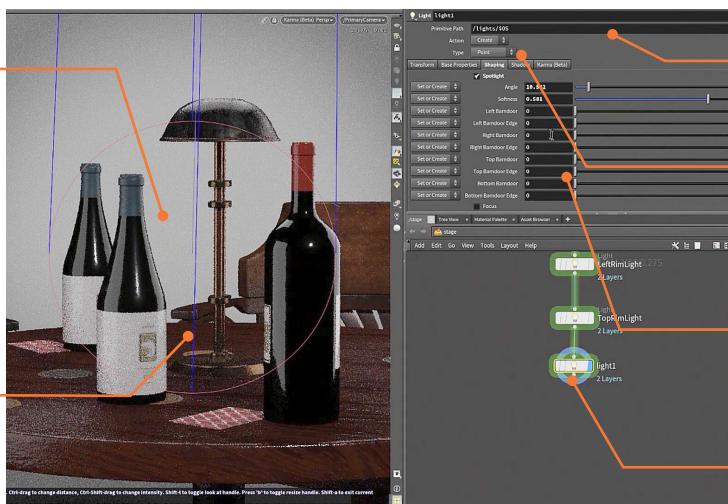 Karma (Beta) Persp
/PrimaryCamera
Light light1
Primitive Path /lights/$OS
Action Create
Type Point
Transform Base Properties Shaping Shadow Karma (Beta)
Spotlight
Set or Create Angle
Set or Create Softness 0.581
Set or Create Left Barndoor 0
Set or Create Left Barndoor Edge 0
Set or Create Right Barndoor 0
Set or Create Right Barndoor Edge 0
Set or Create Top Barndoor 0
Set or Create Top Barndoor Edge 0
Set or Create Bottom Barndoor 0
Set or Create Bottom Barndoor Edge 0
Focus
/stage Tree View Material Palette Asset Browser +
stage
Add Edit Go View Tools Layout Help
Light
LeftRimLight
2 Layers
Light
TopRimLight
2 Layers
light1
2 Layers
Ctrl-drag to change distance, Ctrl-Shift-drag to change intensity. Shift-t to toggle look at handle. Press 'b' to toggle resize handle. Shift-a to exit current